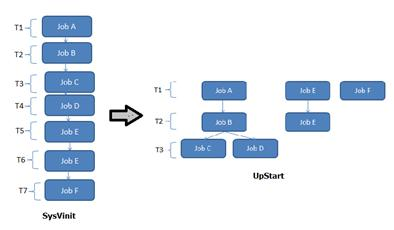 T1 Job A
T2 Job B
T3 Job C
T4 Job D
T5 Job E
T6 Job E
T7 Job F
SysVinit
T1 Job A Job E Job F
T2 Job B Job E
T3 Job C Job D
UpStart